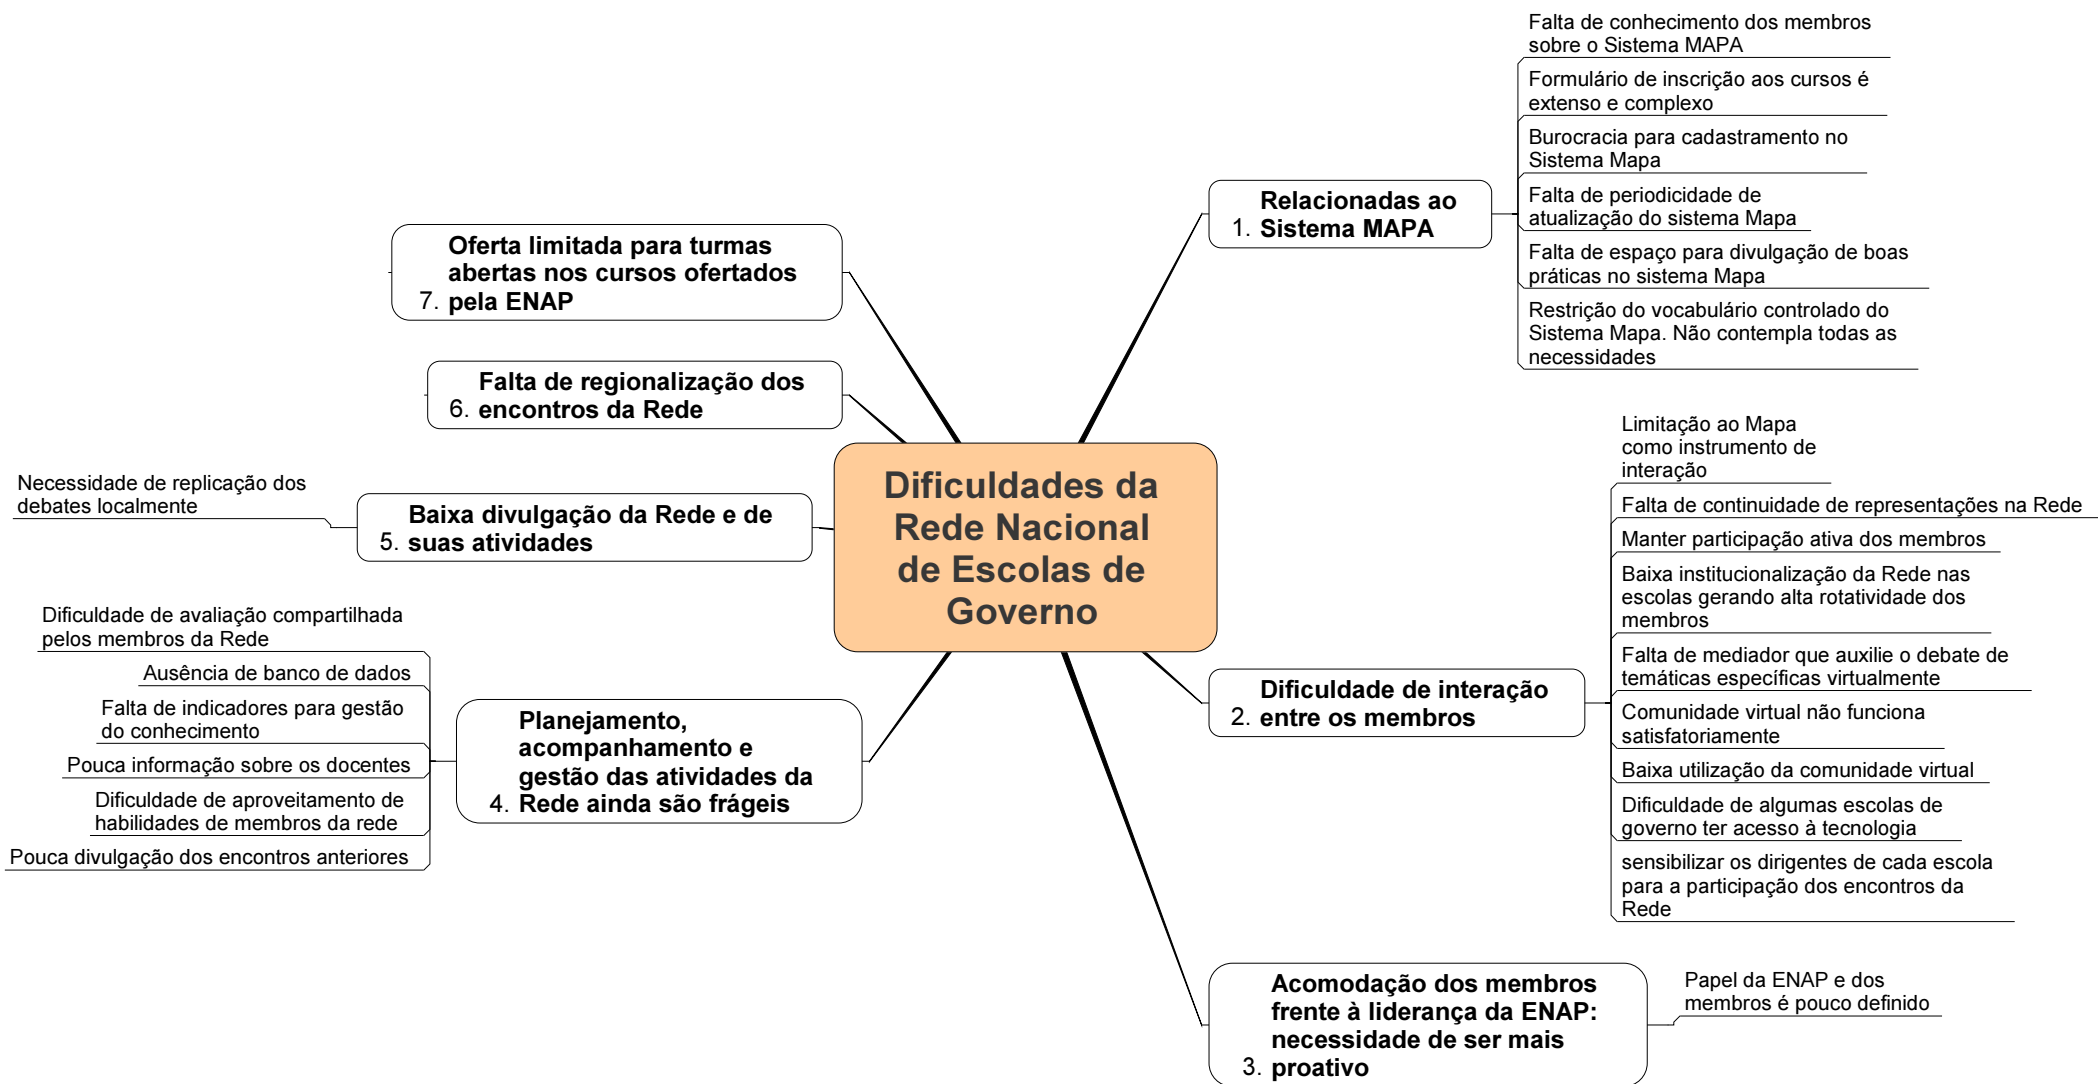 Dificuldades da
Rede Nacional
de Escolas de
Governo
1. Relacionadas ao
Sistema MAPA
Falta de conhecimento dos membros
sobre o Sistema MAPA
Formulário de inscrição aos cursos é
extenso e complexo
Burocracia para cadastramento no
Sistema Mapa
Falta de periodicidade de
atualização do sistema Mapa
Falta de espaço para divulgação de boas
práticas no sistema Mapa
Restrição do vocabulário controlado do
Sistema Mapa. Não contempla todas as
necessidades
2. Dificuldade de interação
entre os membros
Limitação ao Mapa
como instrumento de
interação
Falta de continuidade de representações na Rede
Manter participação ativa dos membros
Baixa institucionalização da Rede nas
escolas gerando alta rotatividade dos
membros
Falta de mediador que auxilie o debate de
temáticas específicas virtualmente
Comunidade virtual não funciona
satisfatoriamente
Baixa utilização da comunidade virtual
Dificuldade de algumas escolas de
governo ter acesso à tecnologia
sensibilizar os dirigentes de cada escola
para a participação dos encontros da
Rede
3. Acomodação dos membros
frente à liderança da ENAP:
necessidade de ser mais
proativo
Papel da ENAP e dos
membros é pouco definido
4. Planejamento,
acompanhamento e
gestão das atividades da
Rede ainda são frágeis
Dificuldade de avaliação compartilhada
pelos membros da Rede
Ausência de banco de dados
Falta de indicadores para gestão
do conhecimento
Pouca informação sobre os docentes
Dificuldade de aproveitamento de
habilidades de membros da rede
Pouca divulgação dos encontros anteriores
5. Baixa divulgação da Rede e de
suas atividades
Necessidade de replicação dos
debates localmente
6. Falta de regionalização dos
encontros da Rede
7. Oferta limitada para turmas
abertas nos cursos ofertados
pela ENAP